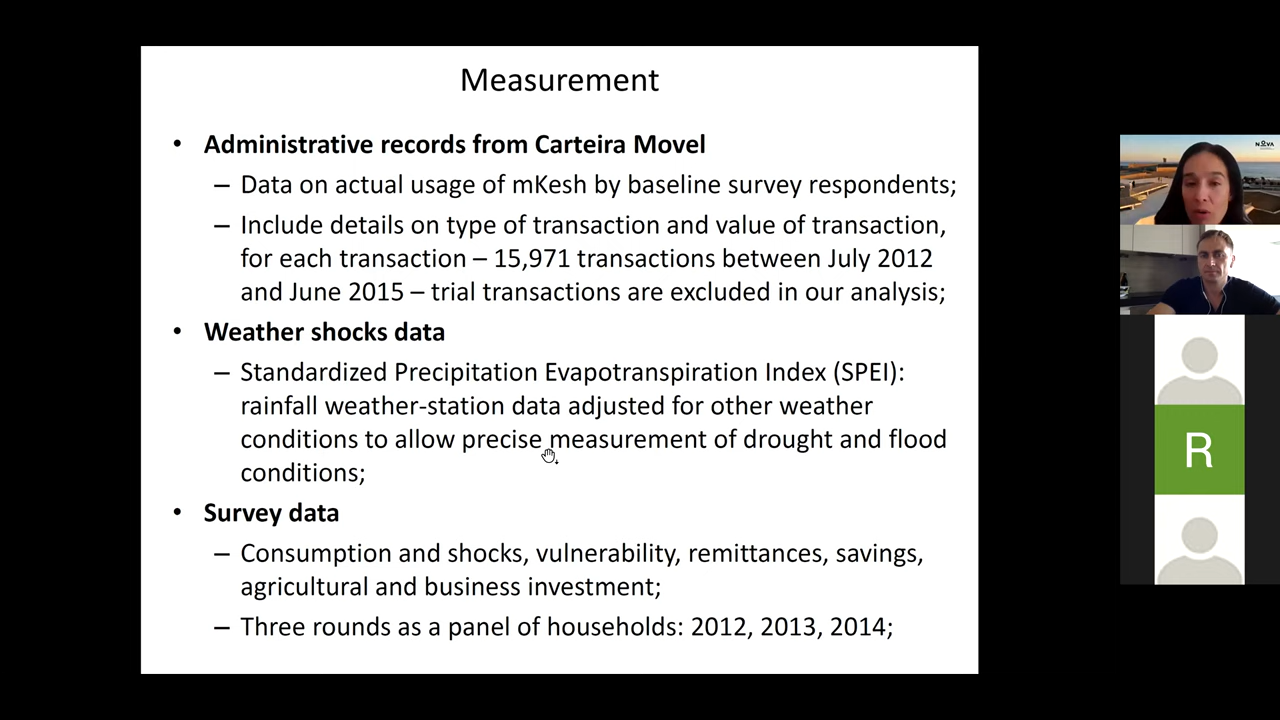 Measurement
• Administrative records from Carteira Movel
– Data on actual usage of mKesh by baseline survey respondents;
– Include details on type of transaction and value of transaction,
for each transaction – 15,971 transactions between July 2012
and June 2015 – trial transactions are excluded in our analysis;
• Weather shocks data
– Standardized Precipitation Evapotranspiration Index (SPEI):
rainfall weather-station data adjusted for other weather
conditions to allow precise measurement of drought and flood
conditions;
• Survey data
– Consumption and shocks, vulnerability, remittances, savings,
agricultural and business investment;
– Three rounds as a panel of households: 2012, 2013, 2014;
NOVA
R